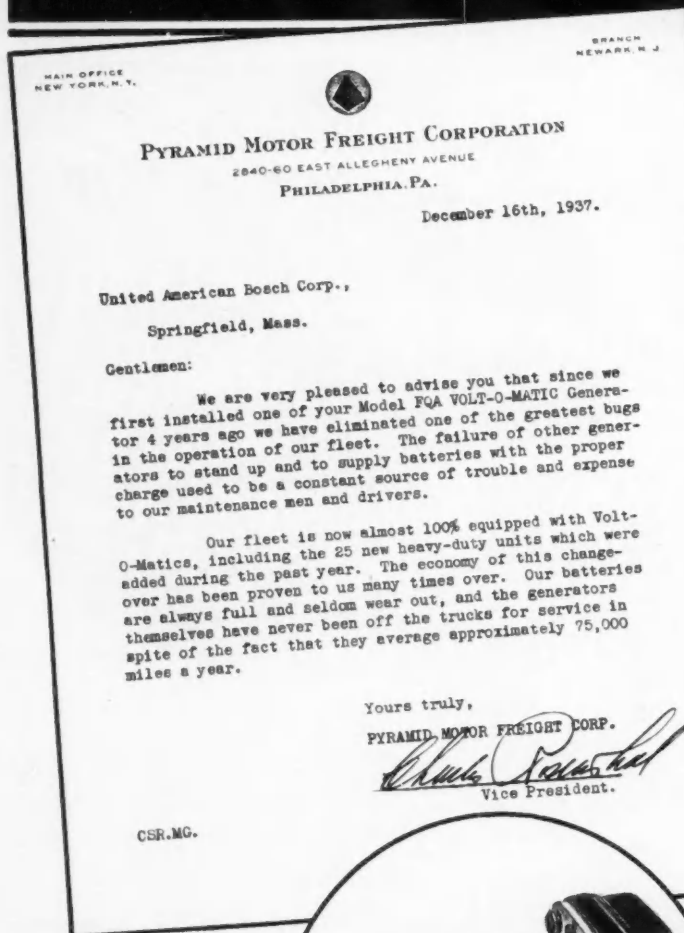 MAIN OFFICE
NEW YORK, N. Y.
BRANCH
NEWARK, N. J.
PYRAMID MOTOR FREIGHT CORPORATION
2840-60 EAST ALLEGHENY AVENUE
PHILADELPHIA, PA.
December 16th, 1937.
United American Bosch Corp.,
Springfield, Mass.
Gentlemen:
We are very pleased to advise you that since we
first installed one of your Model FQA VOLT-O-MATIC Genera-
tor 4 years ago we have eliminated one of the greatest bugs
in the operation of our fleet. The failure of other gener-
ators to stand up and to supply batteries with the proper
charge used to be a constant source of trouble and expense
to our maintenance men and drivers.
Our fleet is now almost 100% equipped with Volt-
O-Matics, including the 25 new heavy-duty units which were
added during the past year. The economy of this change-
over has been proven to us many times over. Our batteries
are always full and seldom wear out, and the generators
themselves have never been off the trucks for service in
spite of the fact that they average approximately 75,000
miles a year.
Yours truly,
PYRAMID MOTOR FREIGHT CORP.
Charles
Vice President.
CSR.MG.